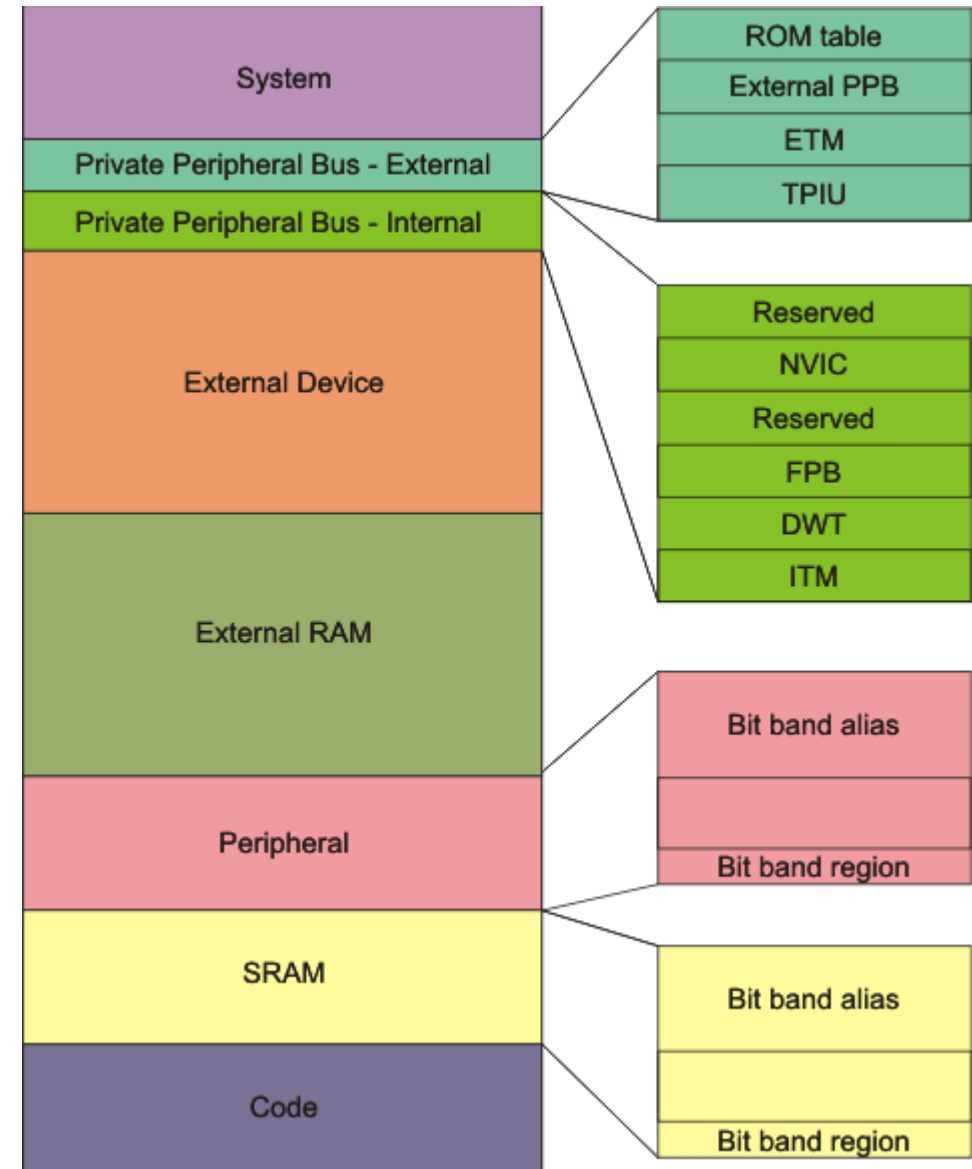 System
Private Peripheral Bus - External
Private Peripheral Bus - Internal
External Device
External RAM
Peripheral
SRAM
Code
ROM table
External PPB
ETM
TPIU
Reserved
NVIC
Reserved
FPB
DWT
ITM
Bit band alias
Bit band region
Bit band alias
Bit band region